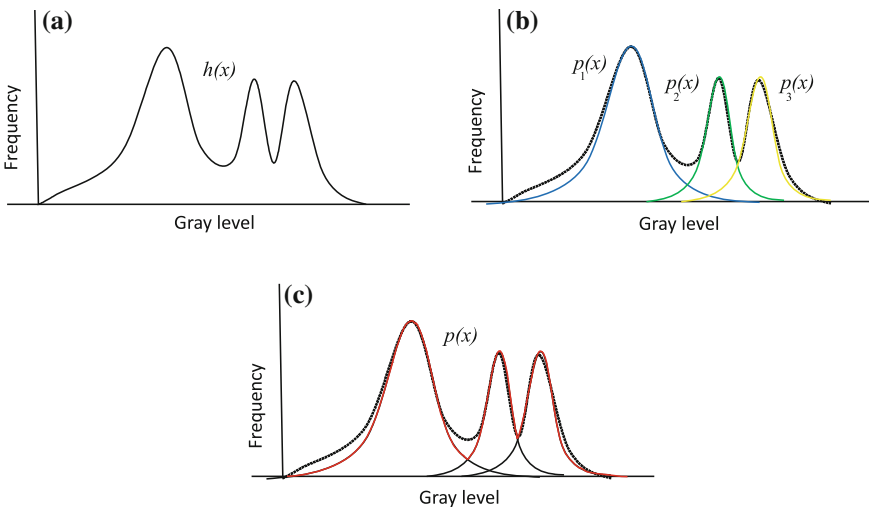 (a)
h(x)
Frequency
Gray level
(b)
p1(x)
p2(x)
p3(x)
Frequency
Gray level
(c)
p(x)
Frequency
Gray level